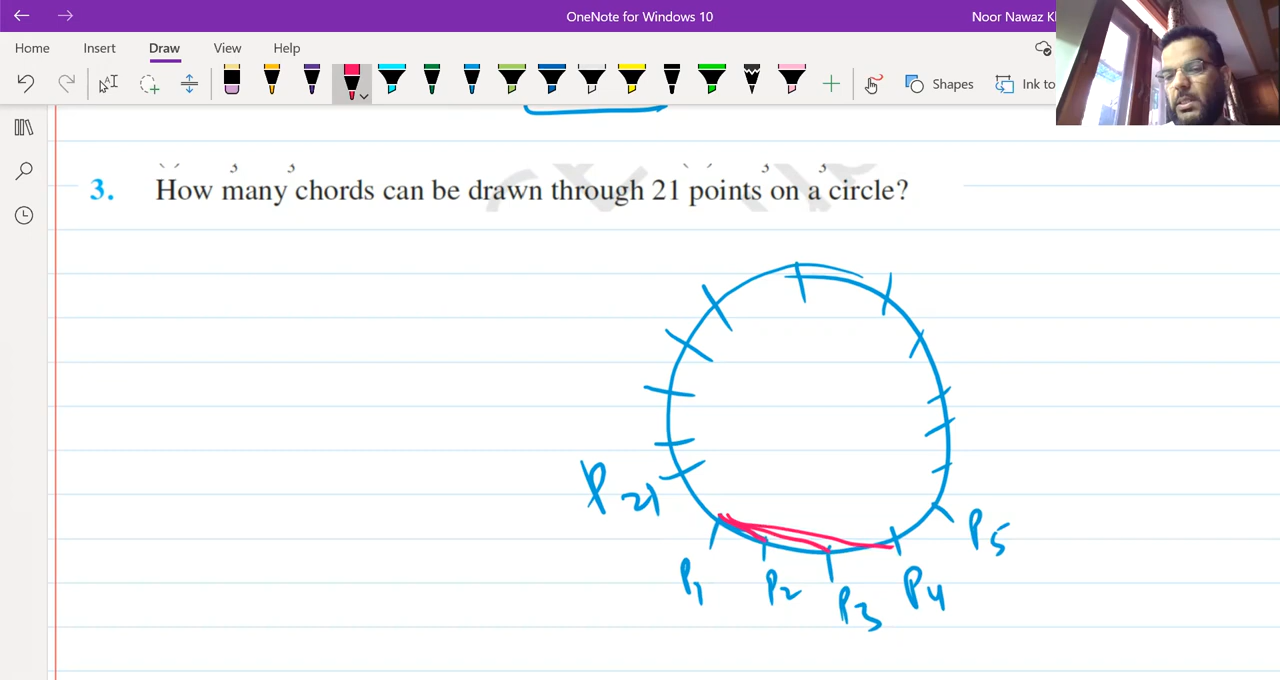 OneNote for Windows 10
Noor Nawaz Kh
Home Insert Draw View Help
Shapes
Ink to
3. How many chords can be drawn through 21 points on a circle?
P21
P1
P2
P3
P4
P5